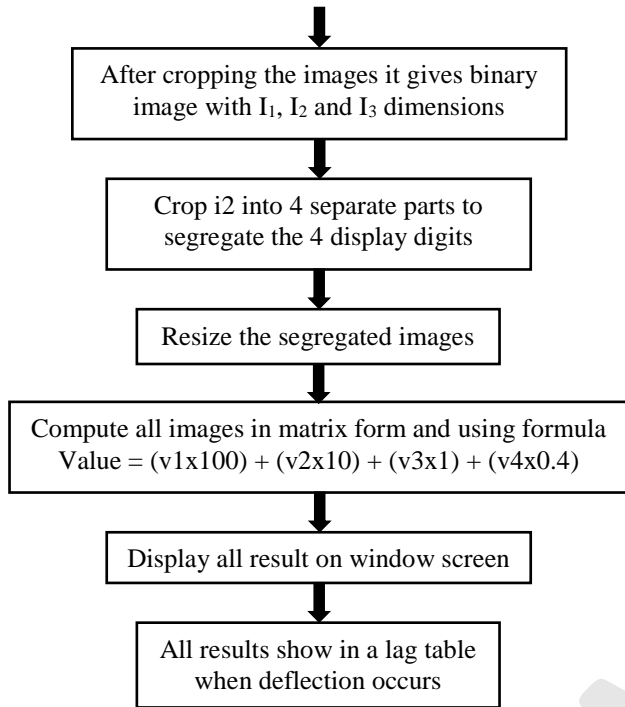 After cropping the images it gives binary
image with I₁, I₂ and I₃ dimensions
Crop i2 into 4 separate parts to
segregate the 4 display digits
Resize the segregated images
Compute all images in matrix form and using formula
Value = (v1x100) + (v2x10) + (v3x1) + (v4x0.4)
Display all result on window screen
All results show in a lag table
when deflection occurs